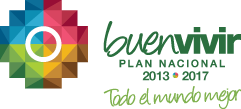 buenvivir
PLAN NACIONAL
2013 • 2017
Todo el mundo mejor